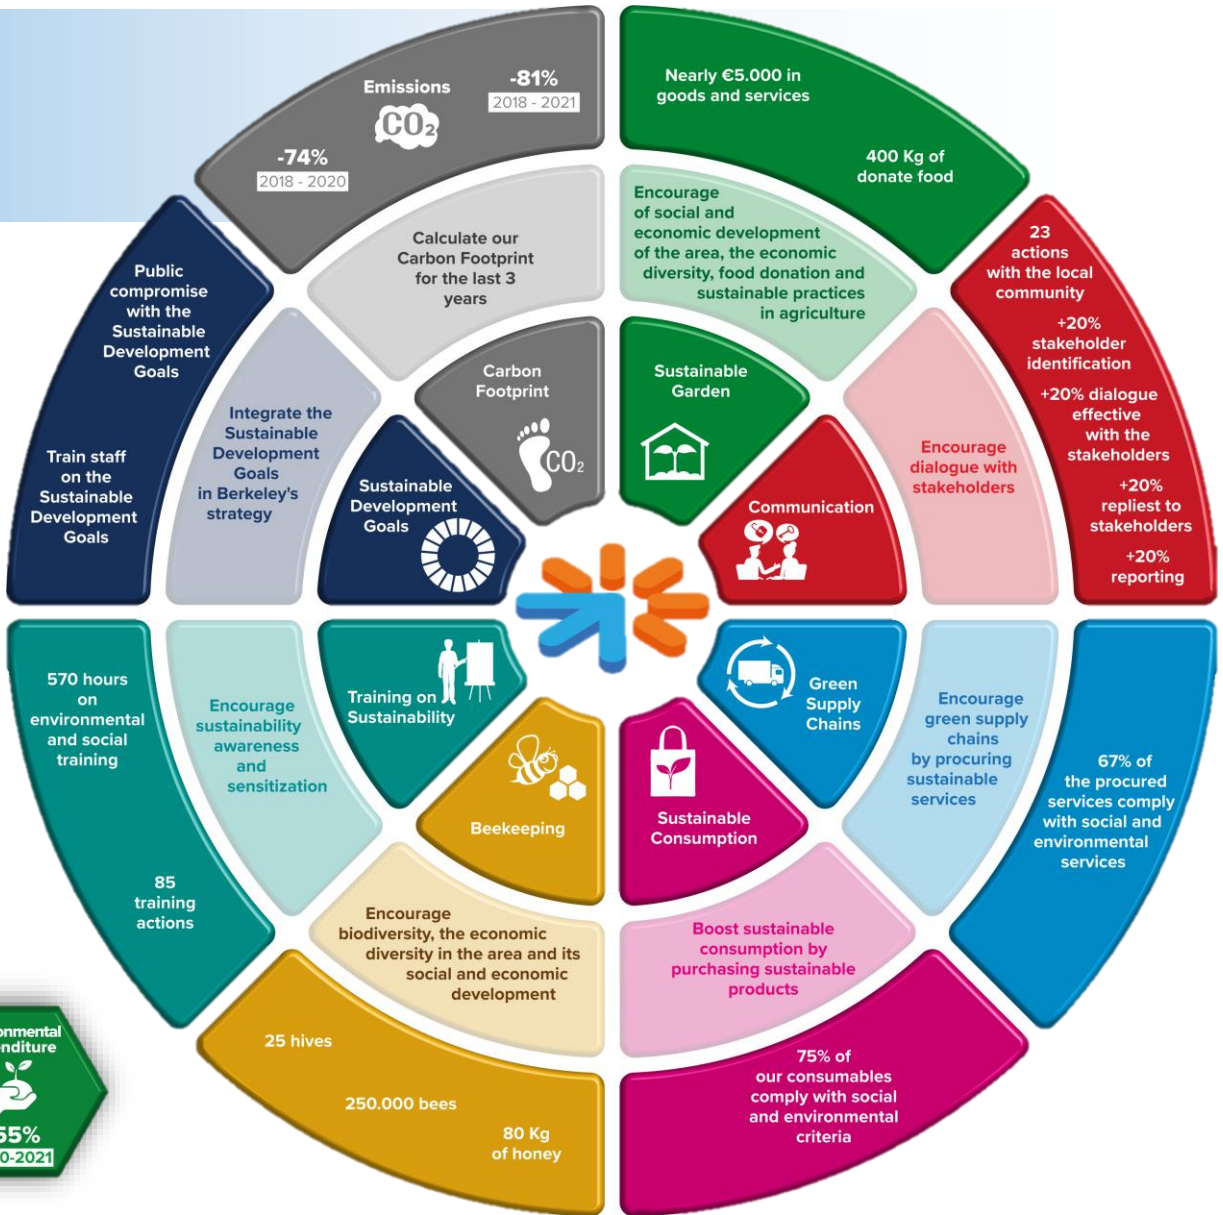 Emissions
CO₂
-81%
2018 - 2021
-74%
2018 - 2020
Calculate our
Carbon Footprint
for the last 3
years
Carbon
Footprint
CO₂
Nearly €5.000 in
goods and services
400 Kg of
donate food
Encourage
of social and
economic development
of the area, the economic
diversity, food donation and
sustainable practices
in agriculture
Sustainable
Garden
23
actions
with the local
community
+20%
stakeholder
identification
+20% dialogue
effective
with the
stakeholders
+20%
repliest to
stakeholders
+20%
reporting
Encourage
dialogue with
stakeholders
Communication
Green
Supply
Chains
Encourage
green supply
chains
by procuring
sustainable
services
67% of
the procured
services comply
with social and
environmental
services
Sustainable
Consumption
Boost sustainable
consumption by
purchasing sustainable
products
75% of
our consumables
comply with social
and environmental
criteria
Beekeeping
Encourage
biodiversity, the economic
diversity in the area and its
social and economic
development
25 hives
250.000 bees
80 Kg
of honey
Training on
Sustainability
Encourage
sustainability
awareness
and
sensitization
570 hours
on
environmental
and social
training
85
training
actions
Sustainable
Development
Goals
Integrate the
Sustainable
Development
Goals
in Berkeley's
strategy
Public
compromise
with the
Sustainable
Development
Goals
Train staff
on the
Sustainable
Development
Goals
55%